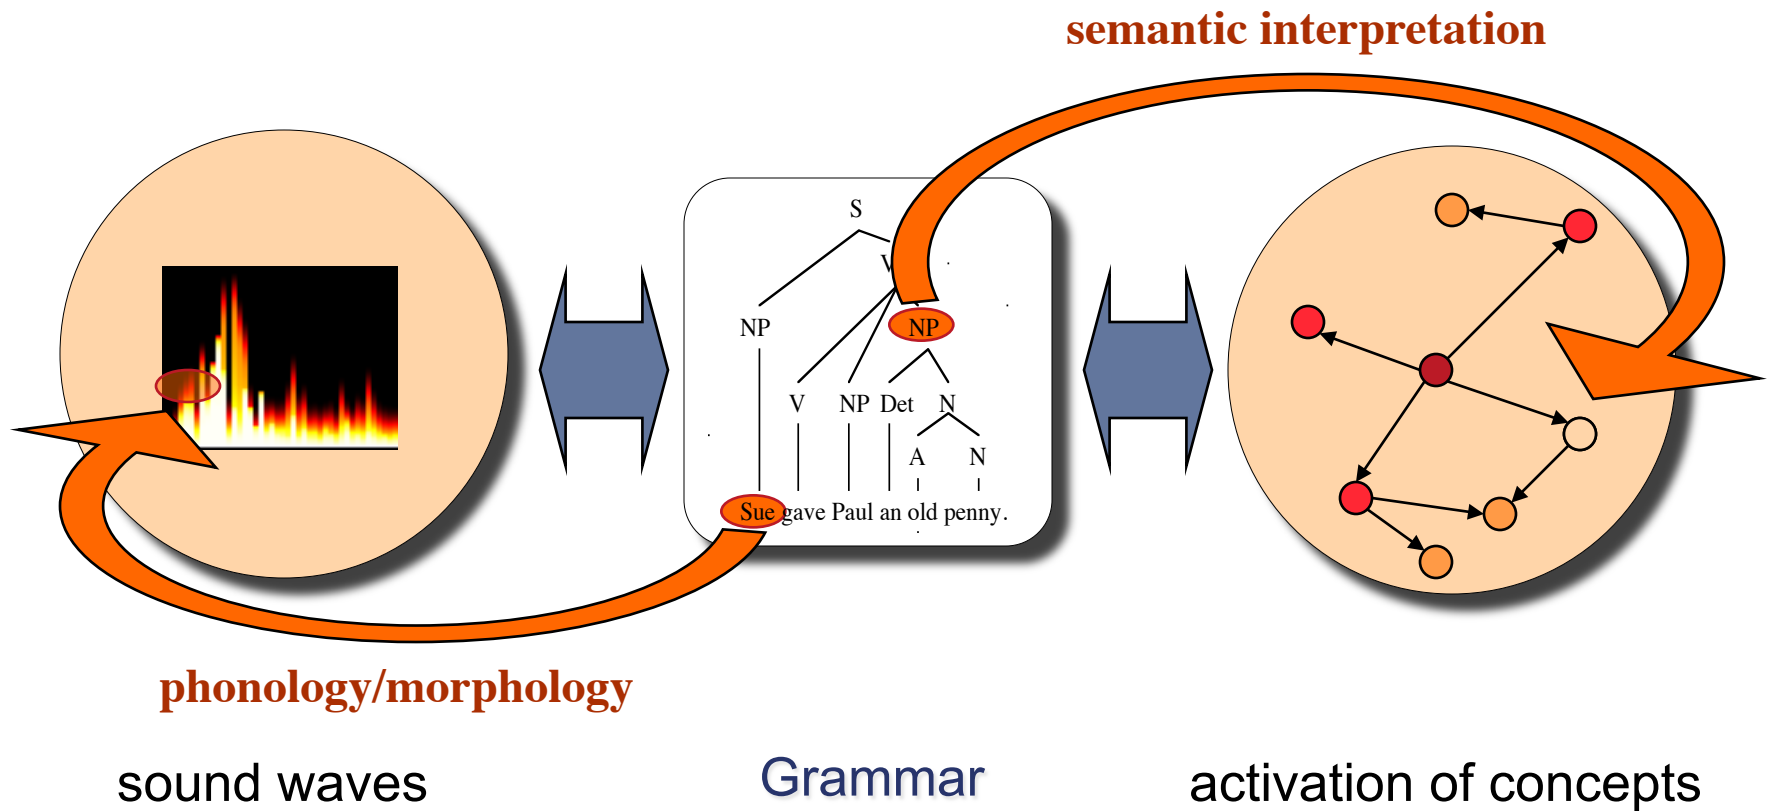 semantic interpretation
S
V
NP
NP
V NP Det N
A N
Sue gave Paul an old penny.
phonology/morphology
sound waves
Grammar
activation of concepts